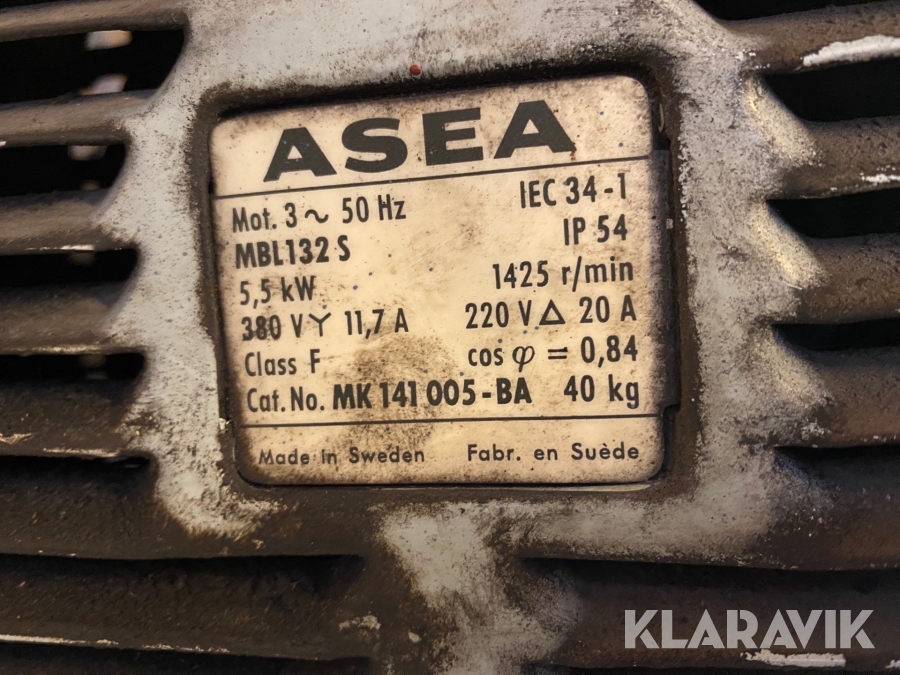 ASEA
Mot. 3 ~ 50 Hz IEC 34-1
MBL132 S IP 54
5,5 kW 1425 r/min
380 V Y 11,7 A 220 V Δ 20 A
Class F cos φ = 0,84
Cat. No. MK 141 005-BA 40 kg
Made in Sweden Fabr. en Suède
KLARAVIK